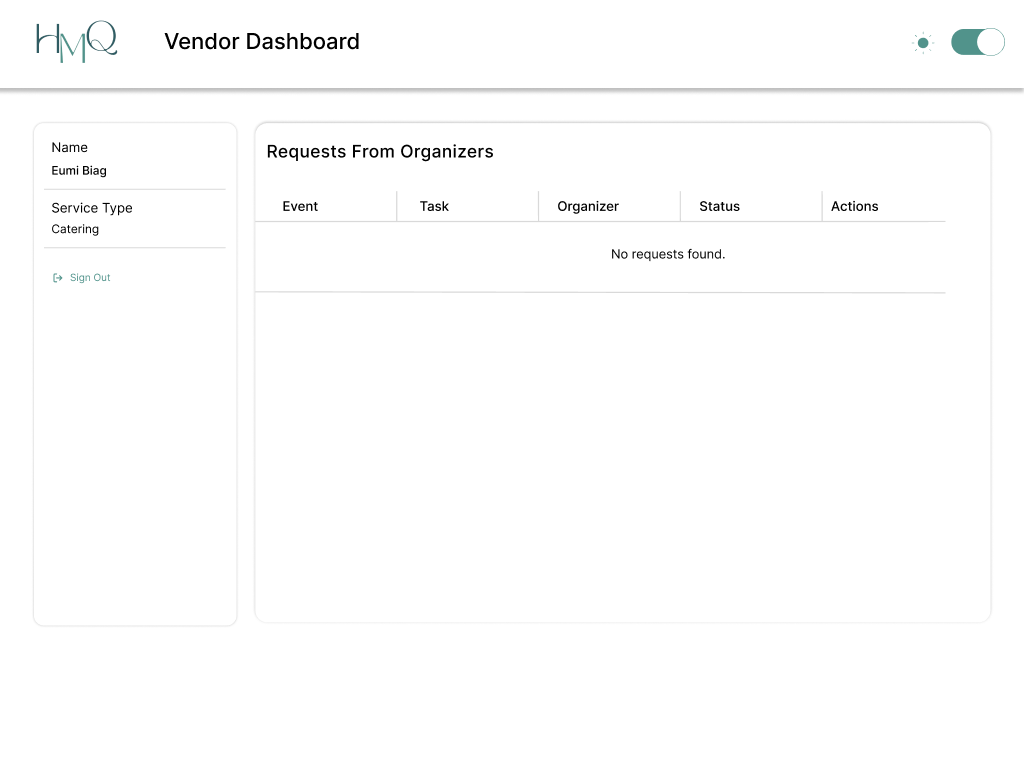 HMQ
Vendor Dashboard
Name
Eumi Biag
Service Type
Catering
Sign Out
Requests From Organizers
Event Task Organizer Status Actions
No requests found.